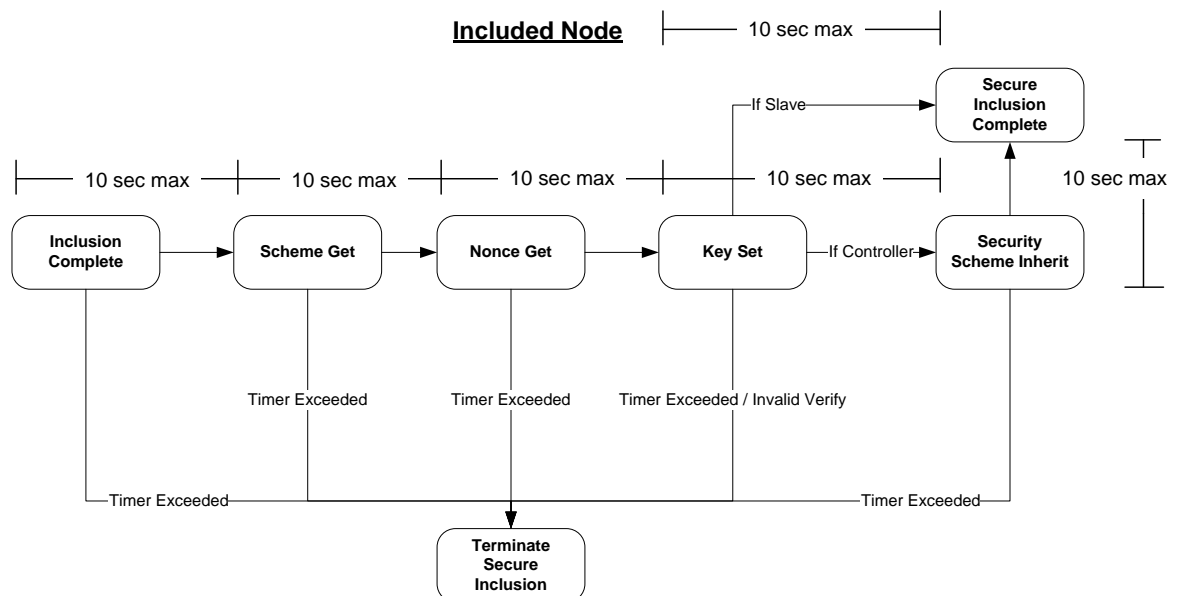 Included Node
10 sec max
Secure
Inclusion
Complete
If Slave
10 sec max
10 sec max
10 sec max
10 sec max
10 sec max
Inclusion
Complete
Scheme Get
Nonce Get
Key Set
If Controller
Security
Scheme Inherit
Timer Exceeded
Timer Exceeded
Timer Exceeded / Invalid Verify
Timer Exceeded
Timer Exceeded
Terminate
Secure
Inclusion